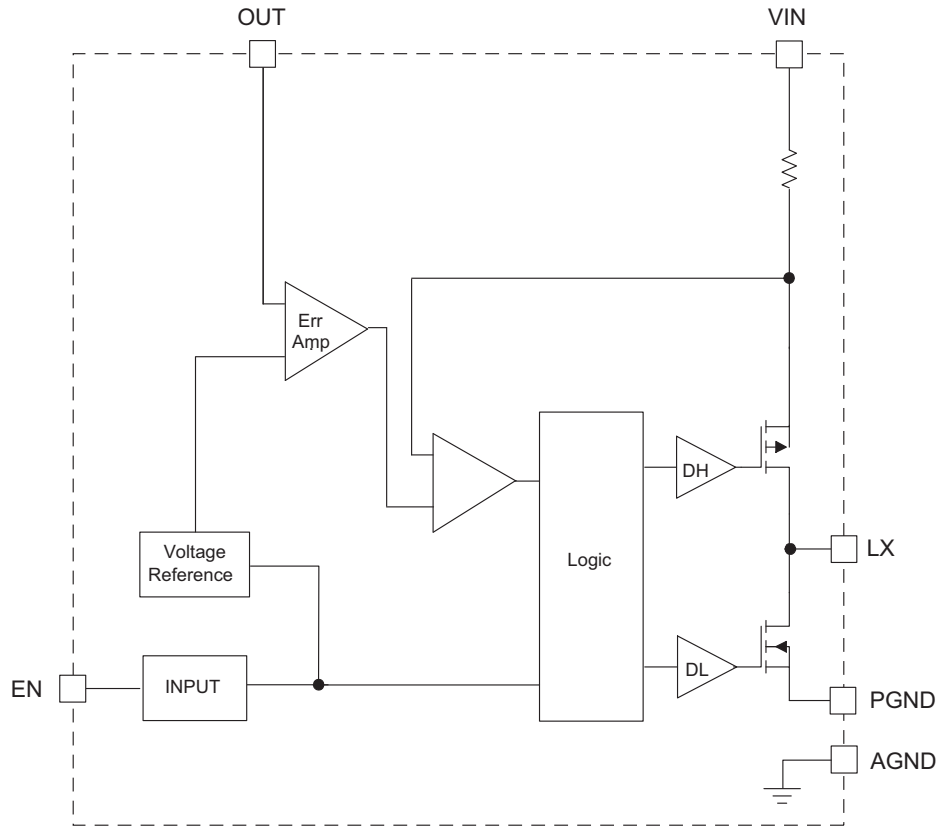 OUT
VIN
Err
Amp
DH
Voltage
Reference
Logic
LX
EN
INPUT
DL
PGND
AGND